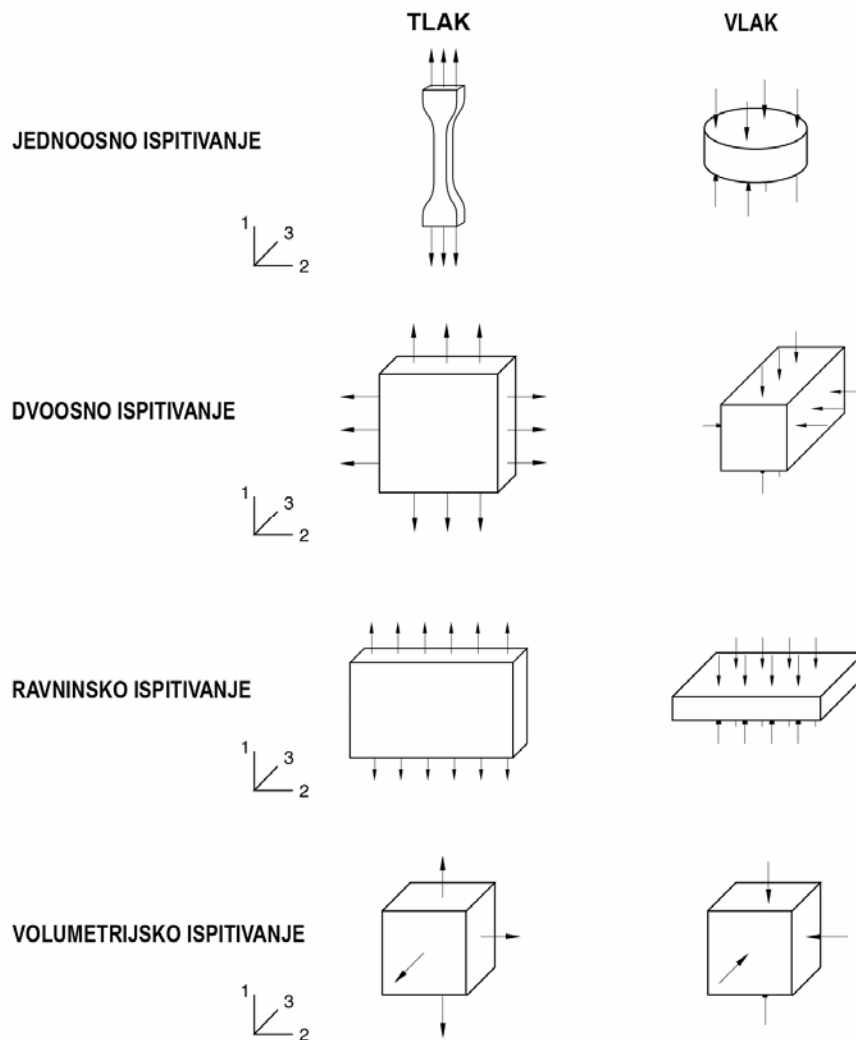 TLAK
VLAK
JEDNOOSNO ISPITIVANJE
1
3
2
DVOOSNO ISPITIVANJE
1
3
2
RAVNINSKO ISPITIVANJE
1
3
2
VOLUMETRIJSKO ISPITIVANJE
1
3
2